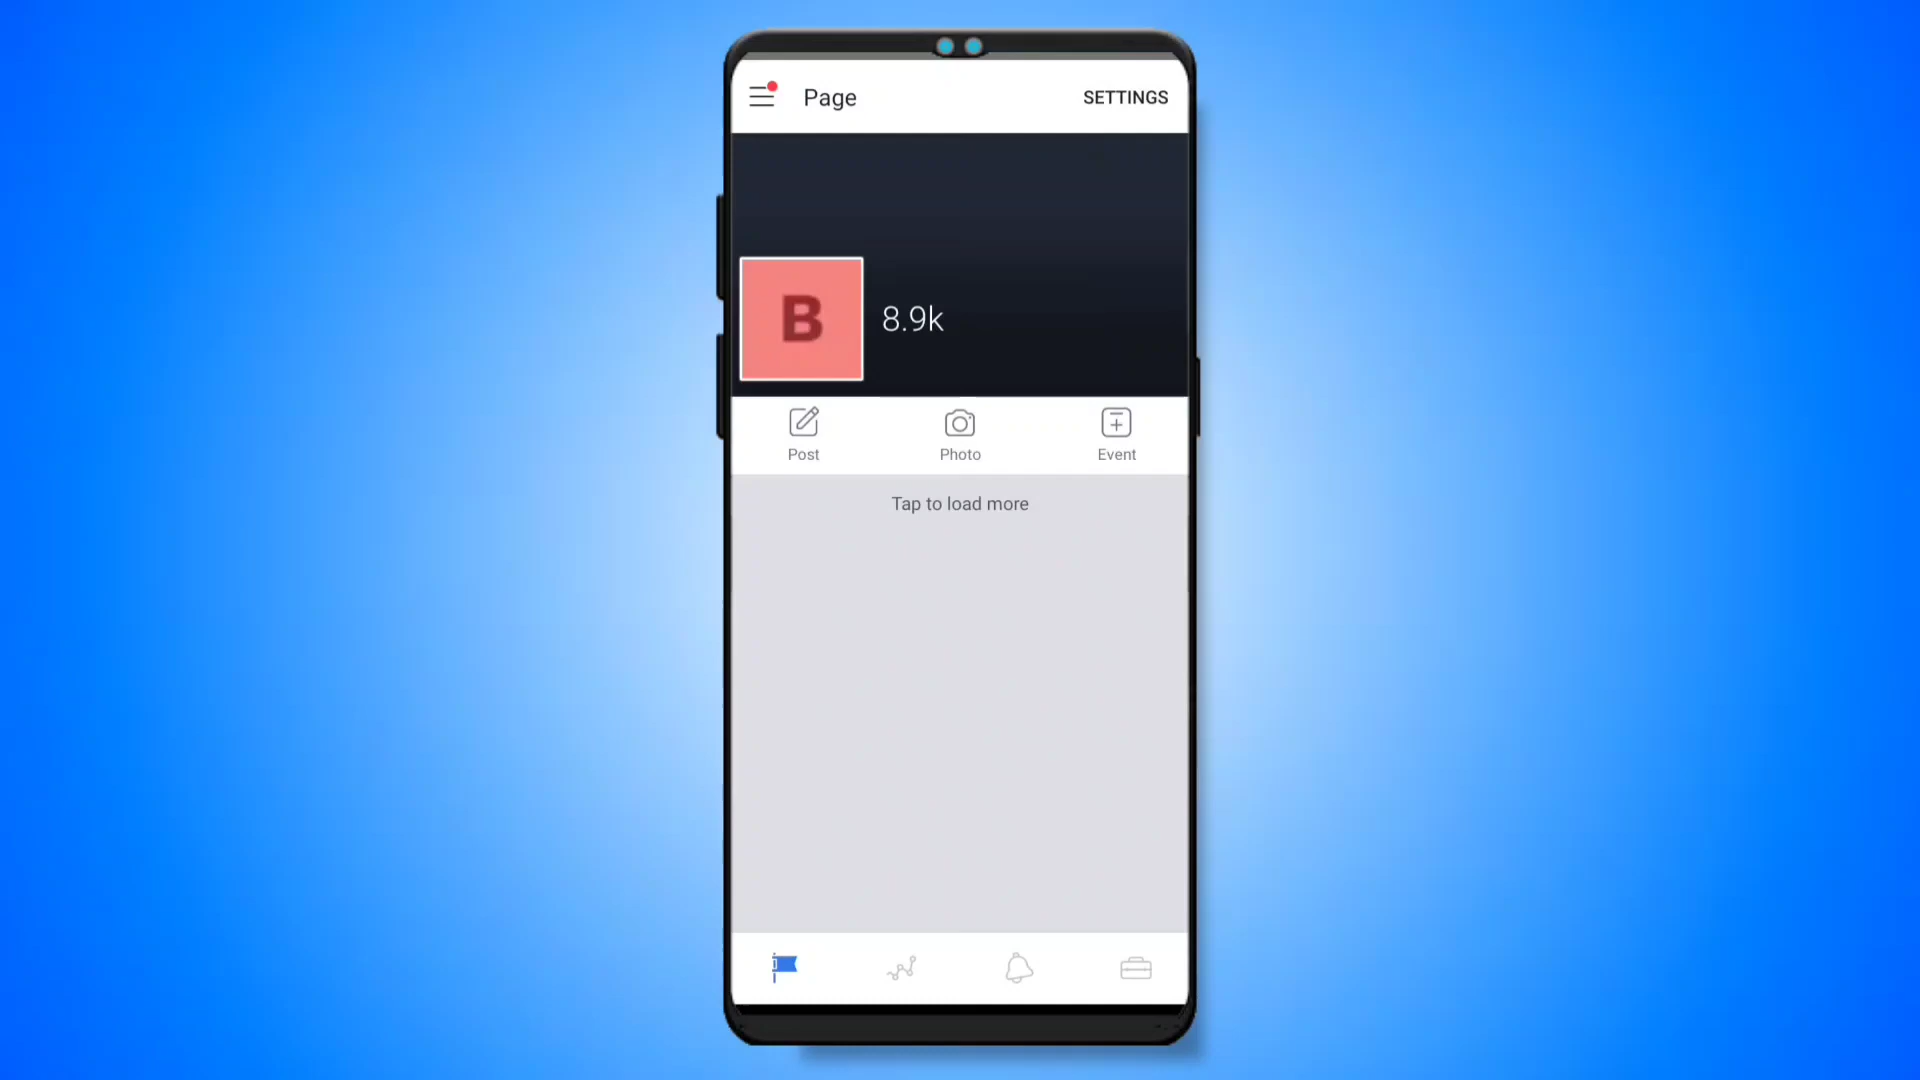 Page
SETTINGS
B
8.9k
Post
Photo
Event
Tap to load more